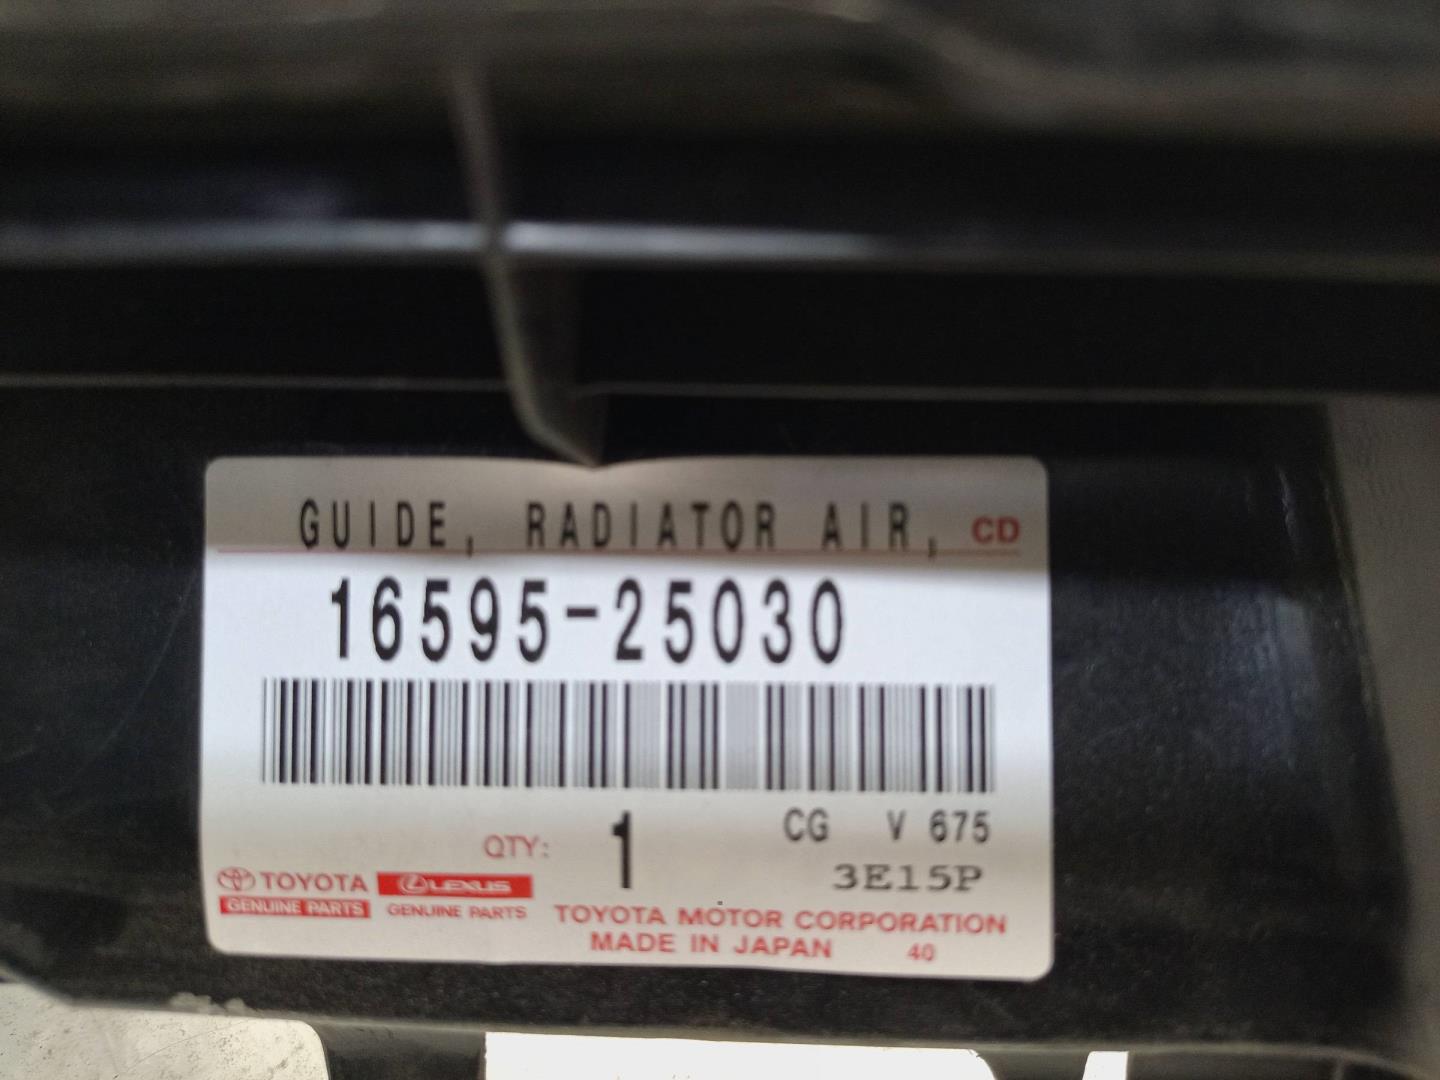 GUIDE, RADIATOR AIR, CD
16595-25030
CG V 675
QTY: 1
3E15P
TOYOTA LEXUS
GENUINE PARTS GENUINE PARTS
TOYOTA MOTOR CORPORATION
MADE IN JAPAN 40